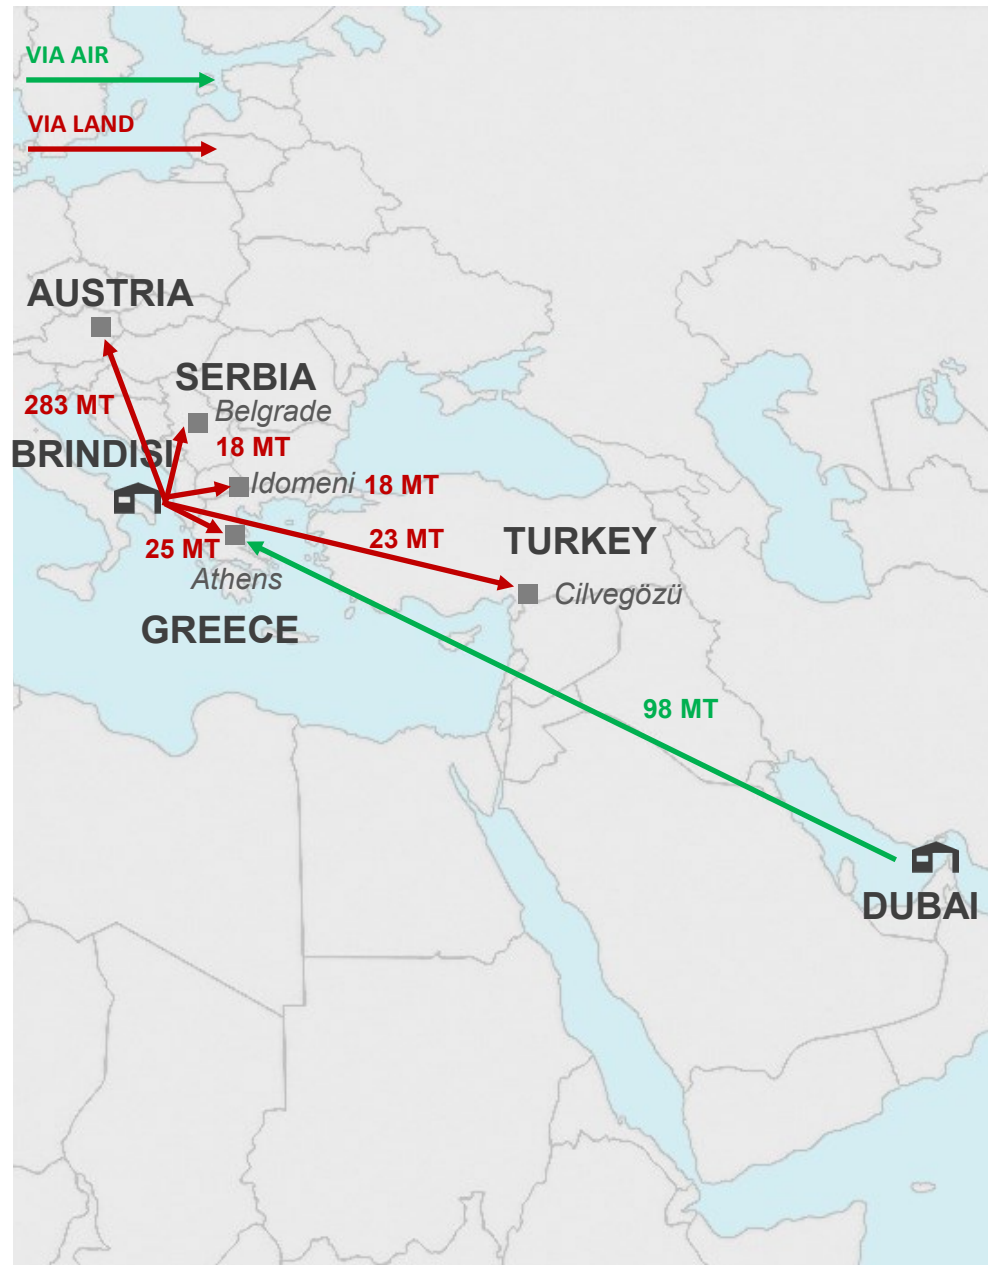 VIA AIR
VIA LAND
AUSTRIA
SERBIA
283 MT
Belgrade
18 MT
BRINDISI
Idomeni 18 MT
25 MT
23 MT
TURKEY
Athens
Cilvegözü
GREECE
98 MT
DUBAI